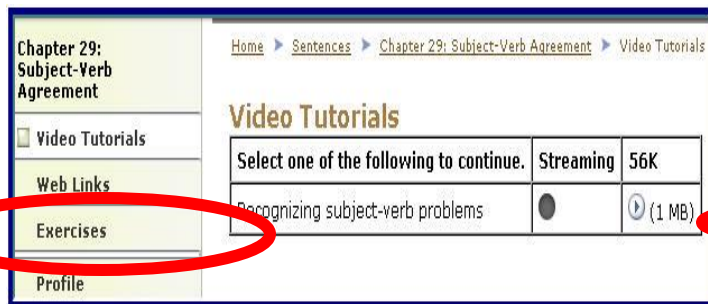 Chapter 29:
Subject-Verb
Agreement
Video Tutorials
Web Links
Exercises
Profile
Home Sentences Chapter 29: Subject-Verb Agreement Video Tutorials
Video Tutorials
Select one of the following to continue. Streaming 56K
Recognizing subject-verb problems (1 MB)